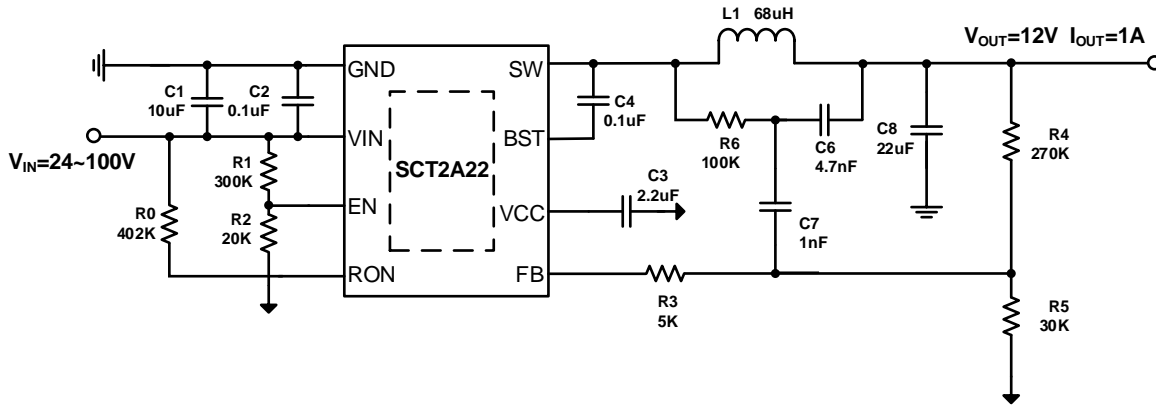 L1 68uH
VOUT=12V IOUT=1A
GND
SW
C1
10uF
C2
0.1uF
C4
0.1uF
R6
100K
C6
4.7nF
C8
22uF
R4
270K
VIN
BST
VIN=24~100V
R1
300K
SCT2A22
C3
2.2uF
R0
402K
EN
R2
20K
VCC
C7
1nF
RON
FB
R3
5K
R5
30K